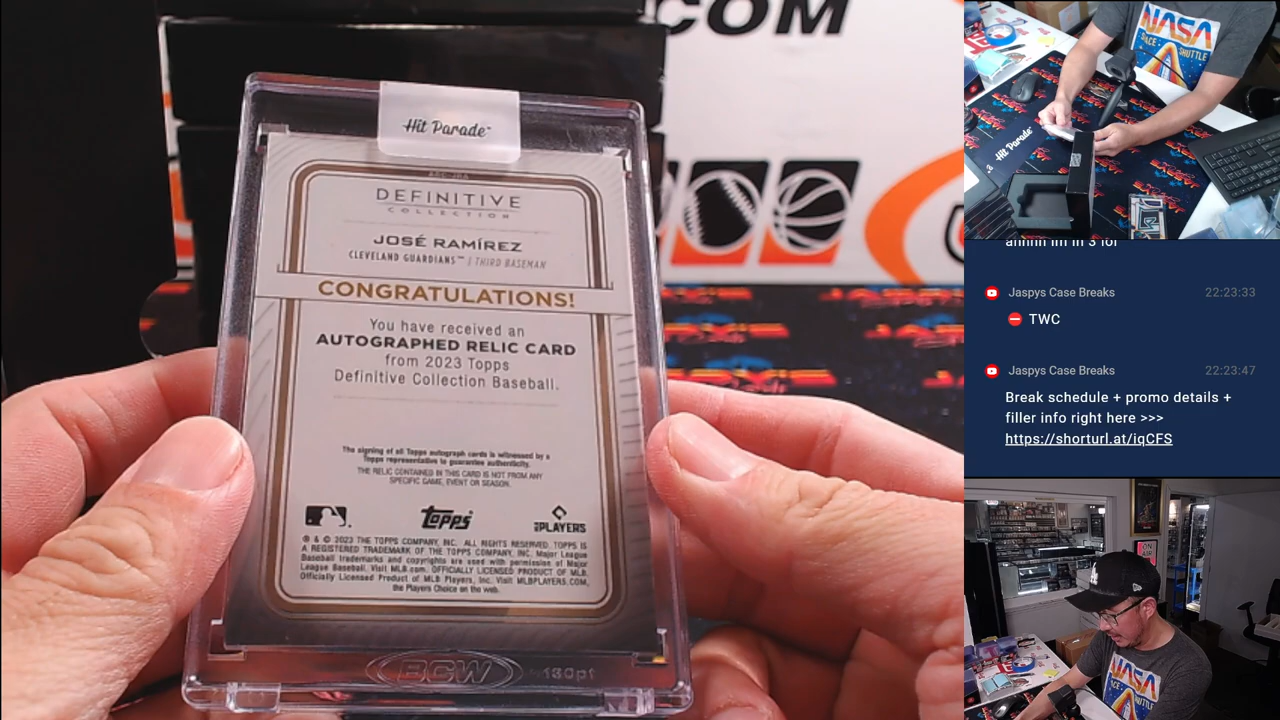 .COM
Hit Parade
DEFINITIVE
COLLECTION
JOSÉ RAMÍREZ
CLEVELAND GUARDIANS™ | THIRD BASEMAN
CONGRATULATIONS!
You have received an
AUTOGRAPHED RELIC CARD
from 2023 Topps
Definitive Collection Baseball.
The signing of all Topps autograph cards is witnessed by a
Topps representative to guarantee authenticity.
THE RELIC CONTAINED IN THIS CARD IS NOT FROM ANY
SPECIFIC GAME, EVENT OR SEASON.
Topps
PLAYERS
® & © 2023 THE TOPPS COMPANY, INC. ALL RIGHTS RESERVED. TOPPS IS
A REGISTERED TRADEMARK OF THE TOPPS COMPANY, INC. Major League
Baseball trademarks and copyrights are used with permission of Major
League Baseball. Visit MLB.com. OFFICIALLY LICENSED PRODUCT OF MLB.
Officially Licensed Product of MLB Players, Inc. Visit MLBPLAYERS.COM,
the Players Choice on the web.
BCW 180pt
NASA
SPACE SHUTTLE
Hit Parade
Jaspys Case Breaks 22:23:33
TWC
Jaspys Case Breaks 22:23:47
Break schedule + promo details +
filler info right here >>>
https://shorturl.at/iqCFS
NASA